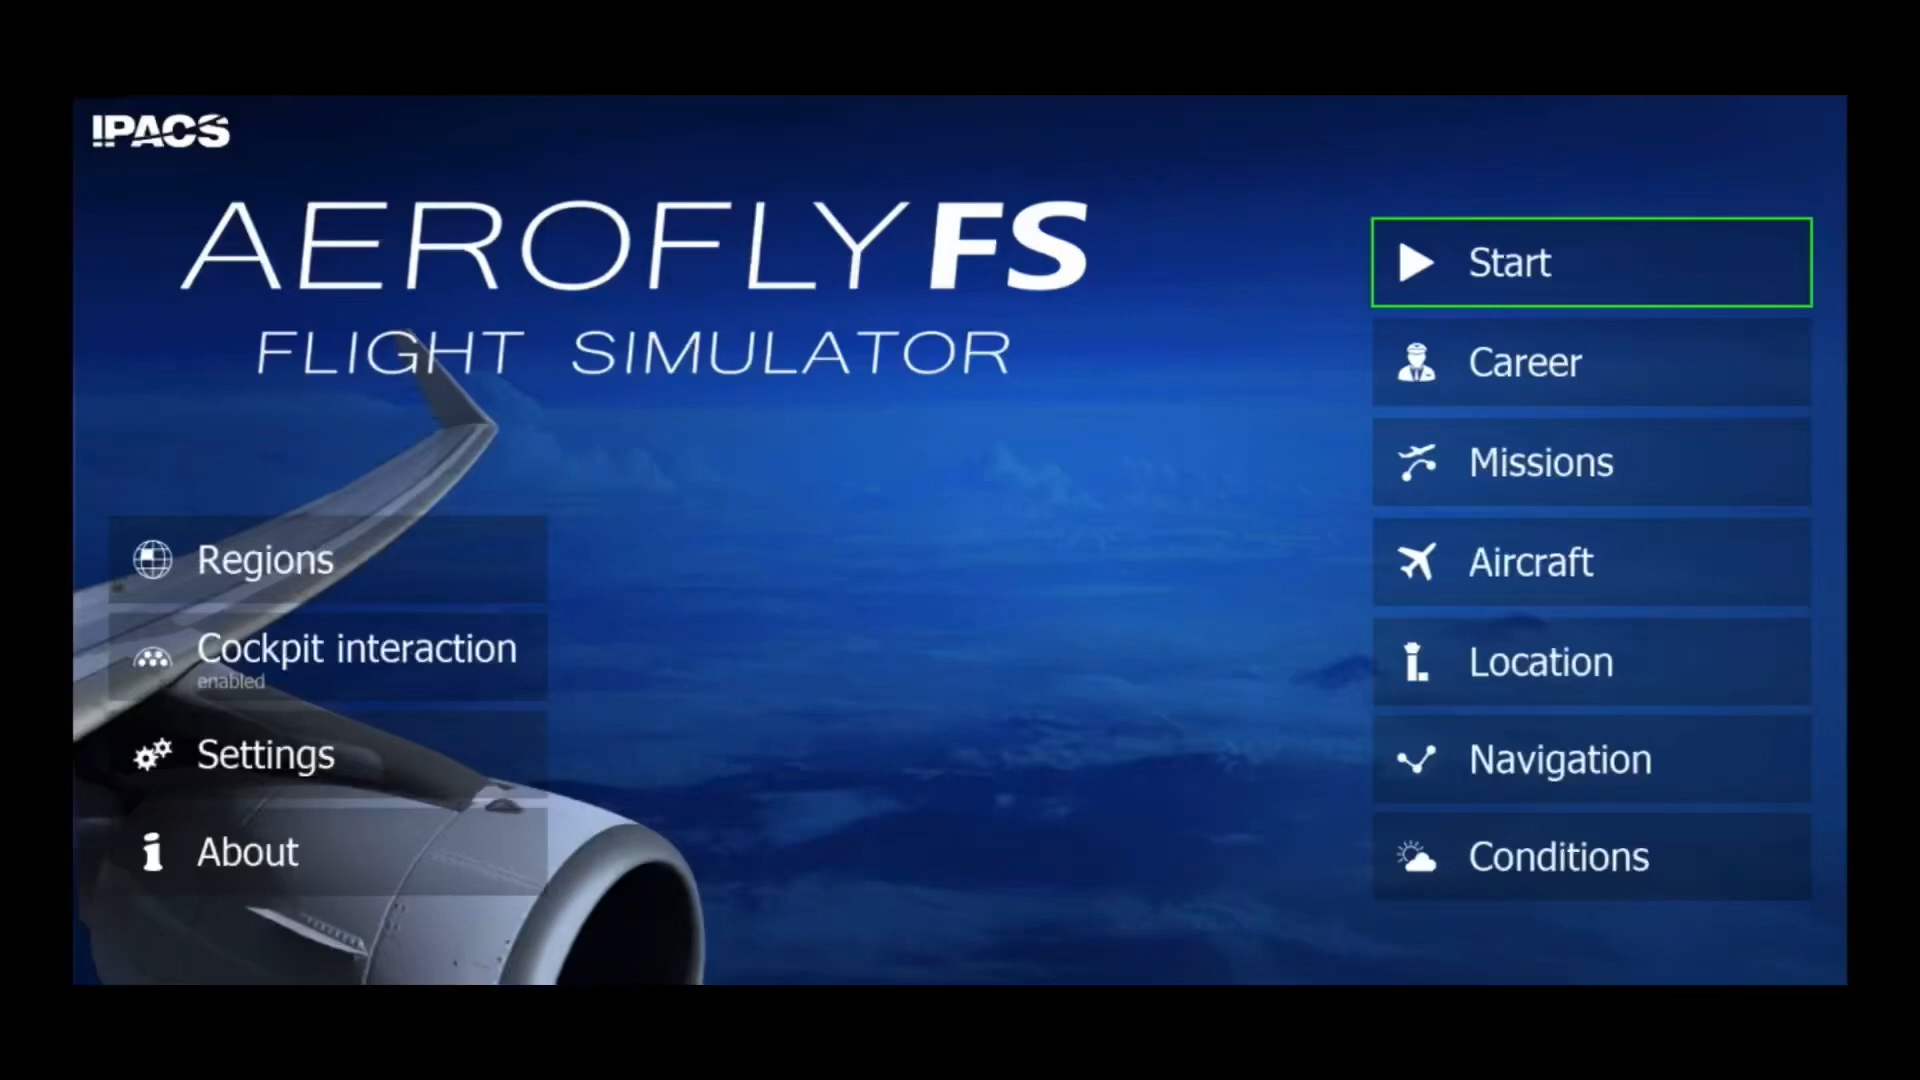 IPACS
AEROFLY FS
FLIGHT SIMULATOR
Regions
Cockpit interaction
enabled
Settings
About
Start
Career
Missions
Aircraft
Location
Navigation
Conditions